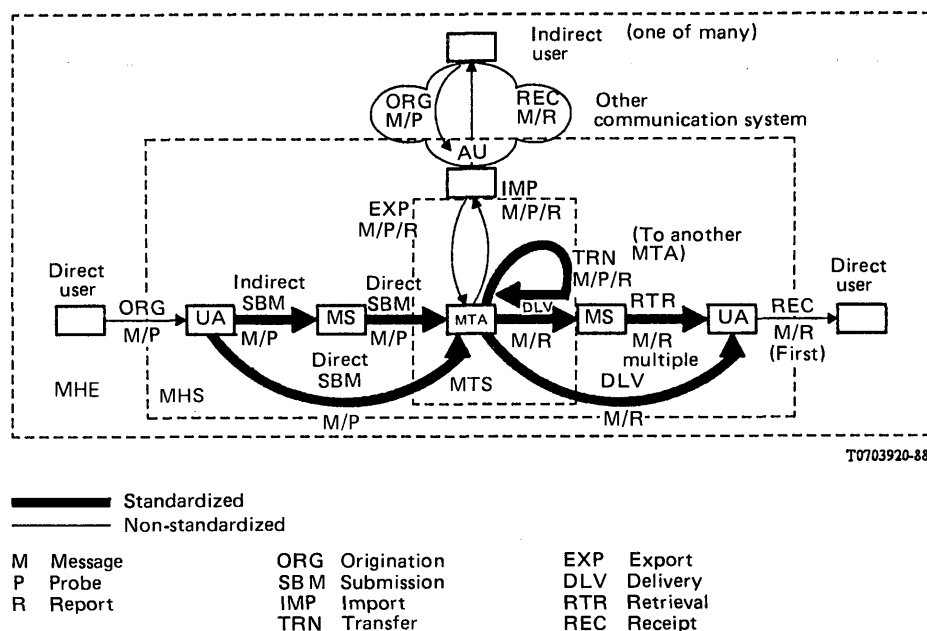 Indirect user (one of many)
ORG M/P
REC M/R
Other communication system
AU
EXP M/P/R
IMP M/P/R
(To another MTA)
TRN M/P/R
Direct user
ORG M/P
UA
Indirect SBM M/P
MS
Direct SBM M/P
MTA
DLV M/R
MS
RTR M/R multiple
UA
REC M/R (First)
Direct user
Direct SBM
M/P
MTS
DLV
M/R
MHE
MHS
T0703920-88
Standardized
Non-standardized
M Message
P Probe
R Report
ORG Origination
SBM Submission
IMP Import
TRN Transfer
EXP Export
DLV Delivery
RTR Retrieval
REC Receipt